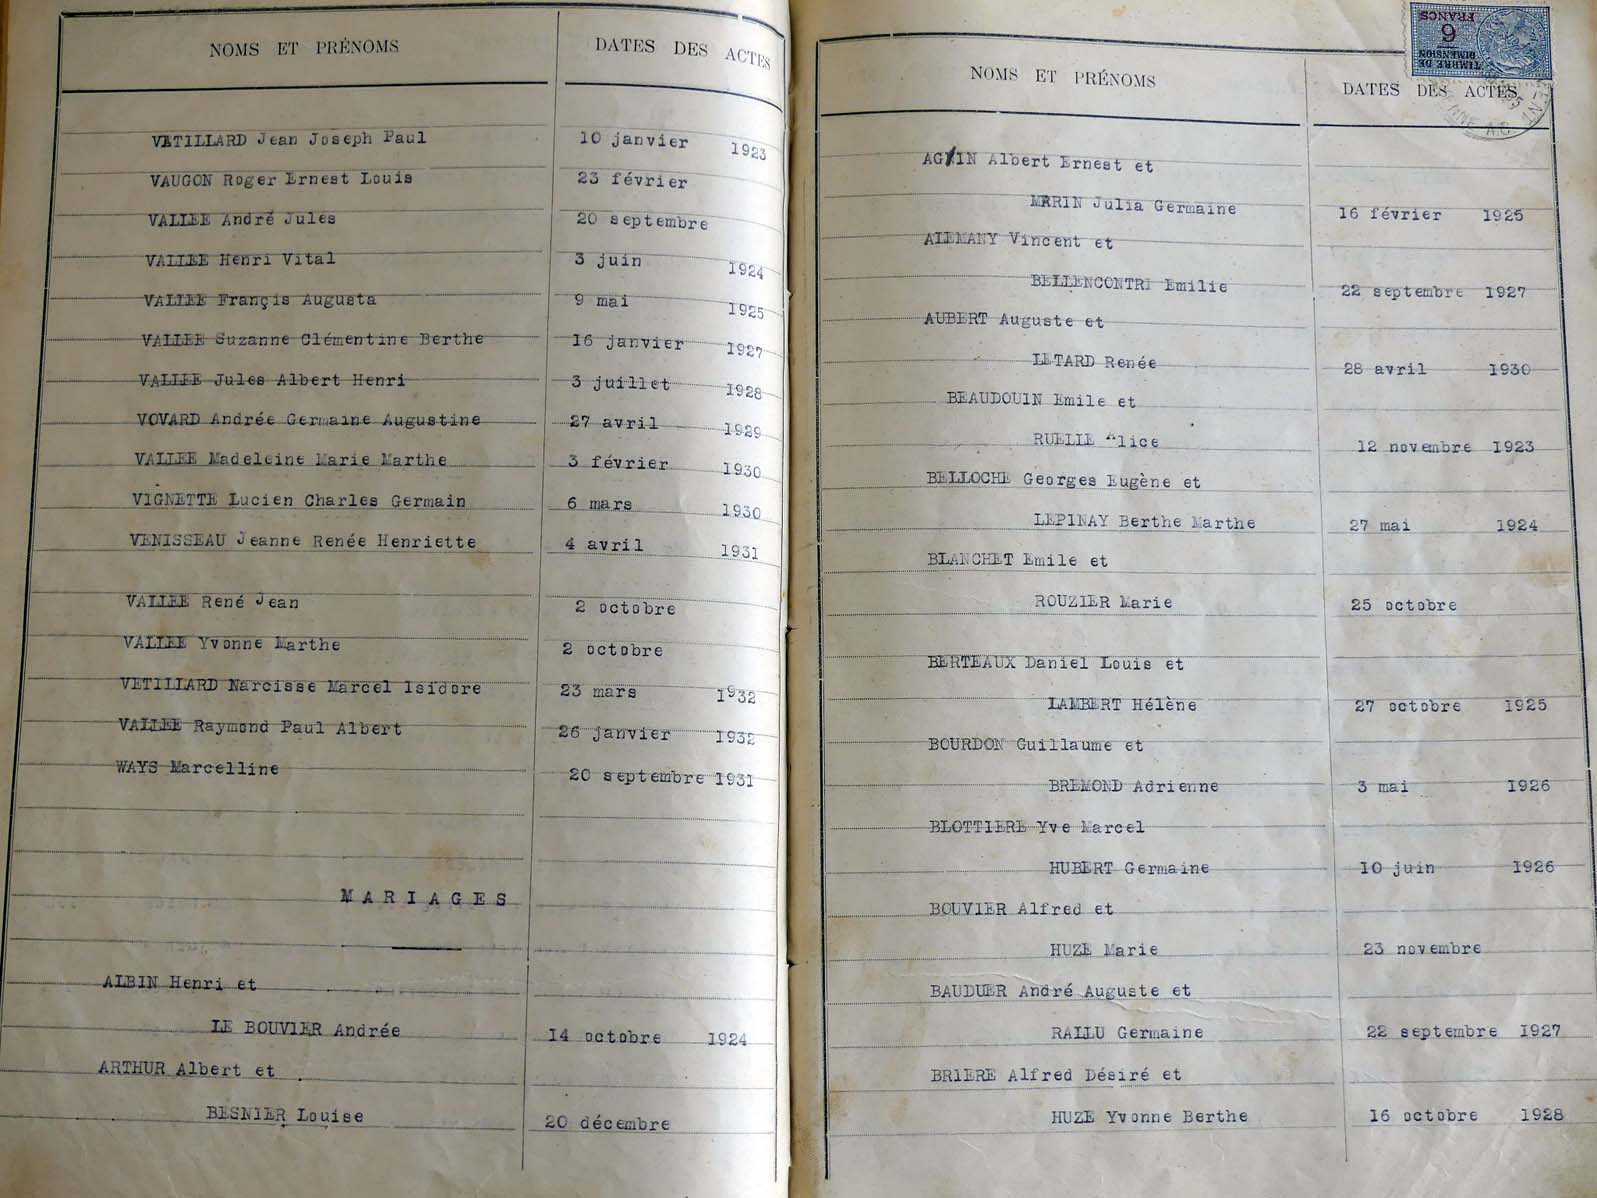 NOMS ET PRÉNOMS DATES DES ACTES
VETILLARD Jean Joseph Paul 10 janvier 1923
VAUGON Roger Ernest Louis 23 février
VALLEE André Jules 20 septembre
VALLEE Henri Vital 3 juin 1924
VALLEE Françis Augusta 9 mai 1925
VALLEE Suzanne Clémentine Berthe 16 janvier 1927
VALLEE Jules Albert Henri 3 juillet 1928
VOVARD Andrée Germaine Augustine 27 avril 1929
VALLEE Madeleine Marie Marthe 3 février 1930
VIGNETTE Lucien Charles Germain 6 mars 1930
VENISSEAU Jeanne Renée Henriette 4 avril 1931
VALLEE René Jean 2 octobre
VALLEE Yvonne Marthe 2 octobre
VETILLARD Narcisse Marcel Isidore 23 mars 1932
VALLEE Raymond Paul Albert 26 janvier 1932
WAYS Marcelline 20 septembre 1931
MARIAGES
ALBIN Henri et
LE BOUVIER Andrée 14 octobre 1924
ARTHUR Albert et
BESNIER Louise 20 décembre
TIMBRE DE
DIMENSION
6
FRANCS
NOMS ET PRÉNOMS DATES DES ACTES
AGIN Albert Ernest et
MARIN Julia Germaine 16 février 1925
ALEMANY Vincent et
BELLENCONTRE Emilie 22 septembre 1927
AUBERT Auguste et
LETARD Renée 28 avril 1930
BEAUDOUIN Emile et
RUELLE Alice 12 novembre 1923
BELLOCHE Georges Eugène et
LEPINAY Berthe Marthe 27 mai 1924
BLANCHET Emile et
ROUZIER Marie 25 octobre
BERTEAUX Daniel Louis et
LAMBERT Hélène 27 octobre 1925
BOURDON Guillaume et
BREMOND Adrienne 3 mai 1926
BLOTTIERE Yve Marcel
HUBERT Germaine 10 juin 1926
BOUVIER Alfred et
HUZE Marie 23 novembre
BAUDUER André Auguste et
RALLU Germaine 22 septembre 1927
BRIERE Alfred Désiré et
HUZE Yvonne Berthe 16 octobre 1928